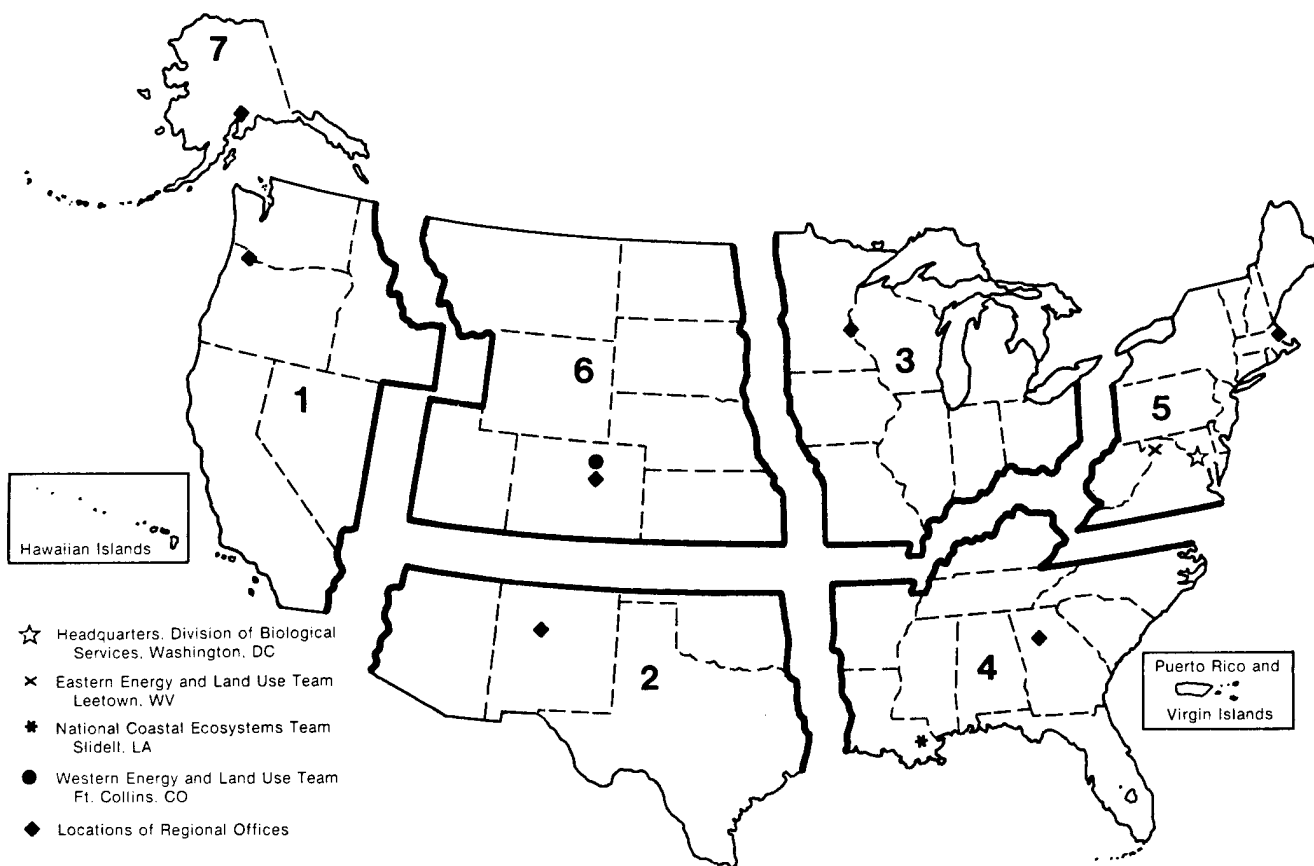 7
6
3
1
5
Hawaiian Islands
2
4
Puerto Rico and
Virgin Islands
Headquarters, Division of Biological
Services, Washington, DC
Eastern Energy and Land Use Team
Leetown, WV
National Coastal Ecosystems Team
Slidell, LA
Western Energy and Land Use Team
Ft. Collins, CO
Locations of Regional Offices